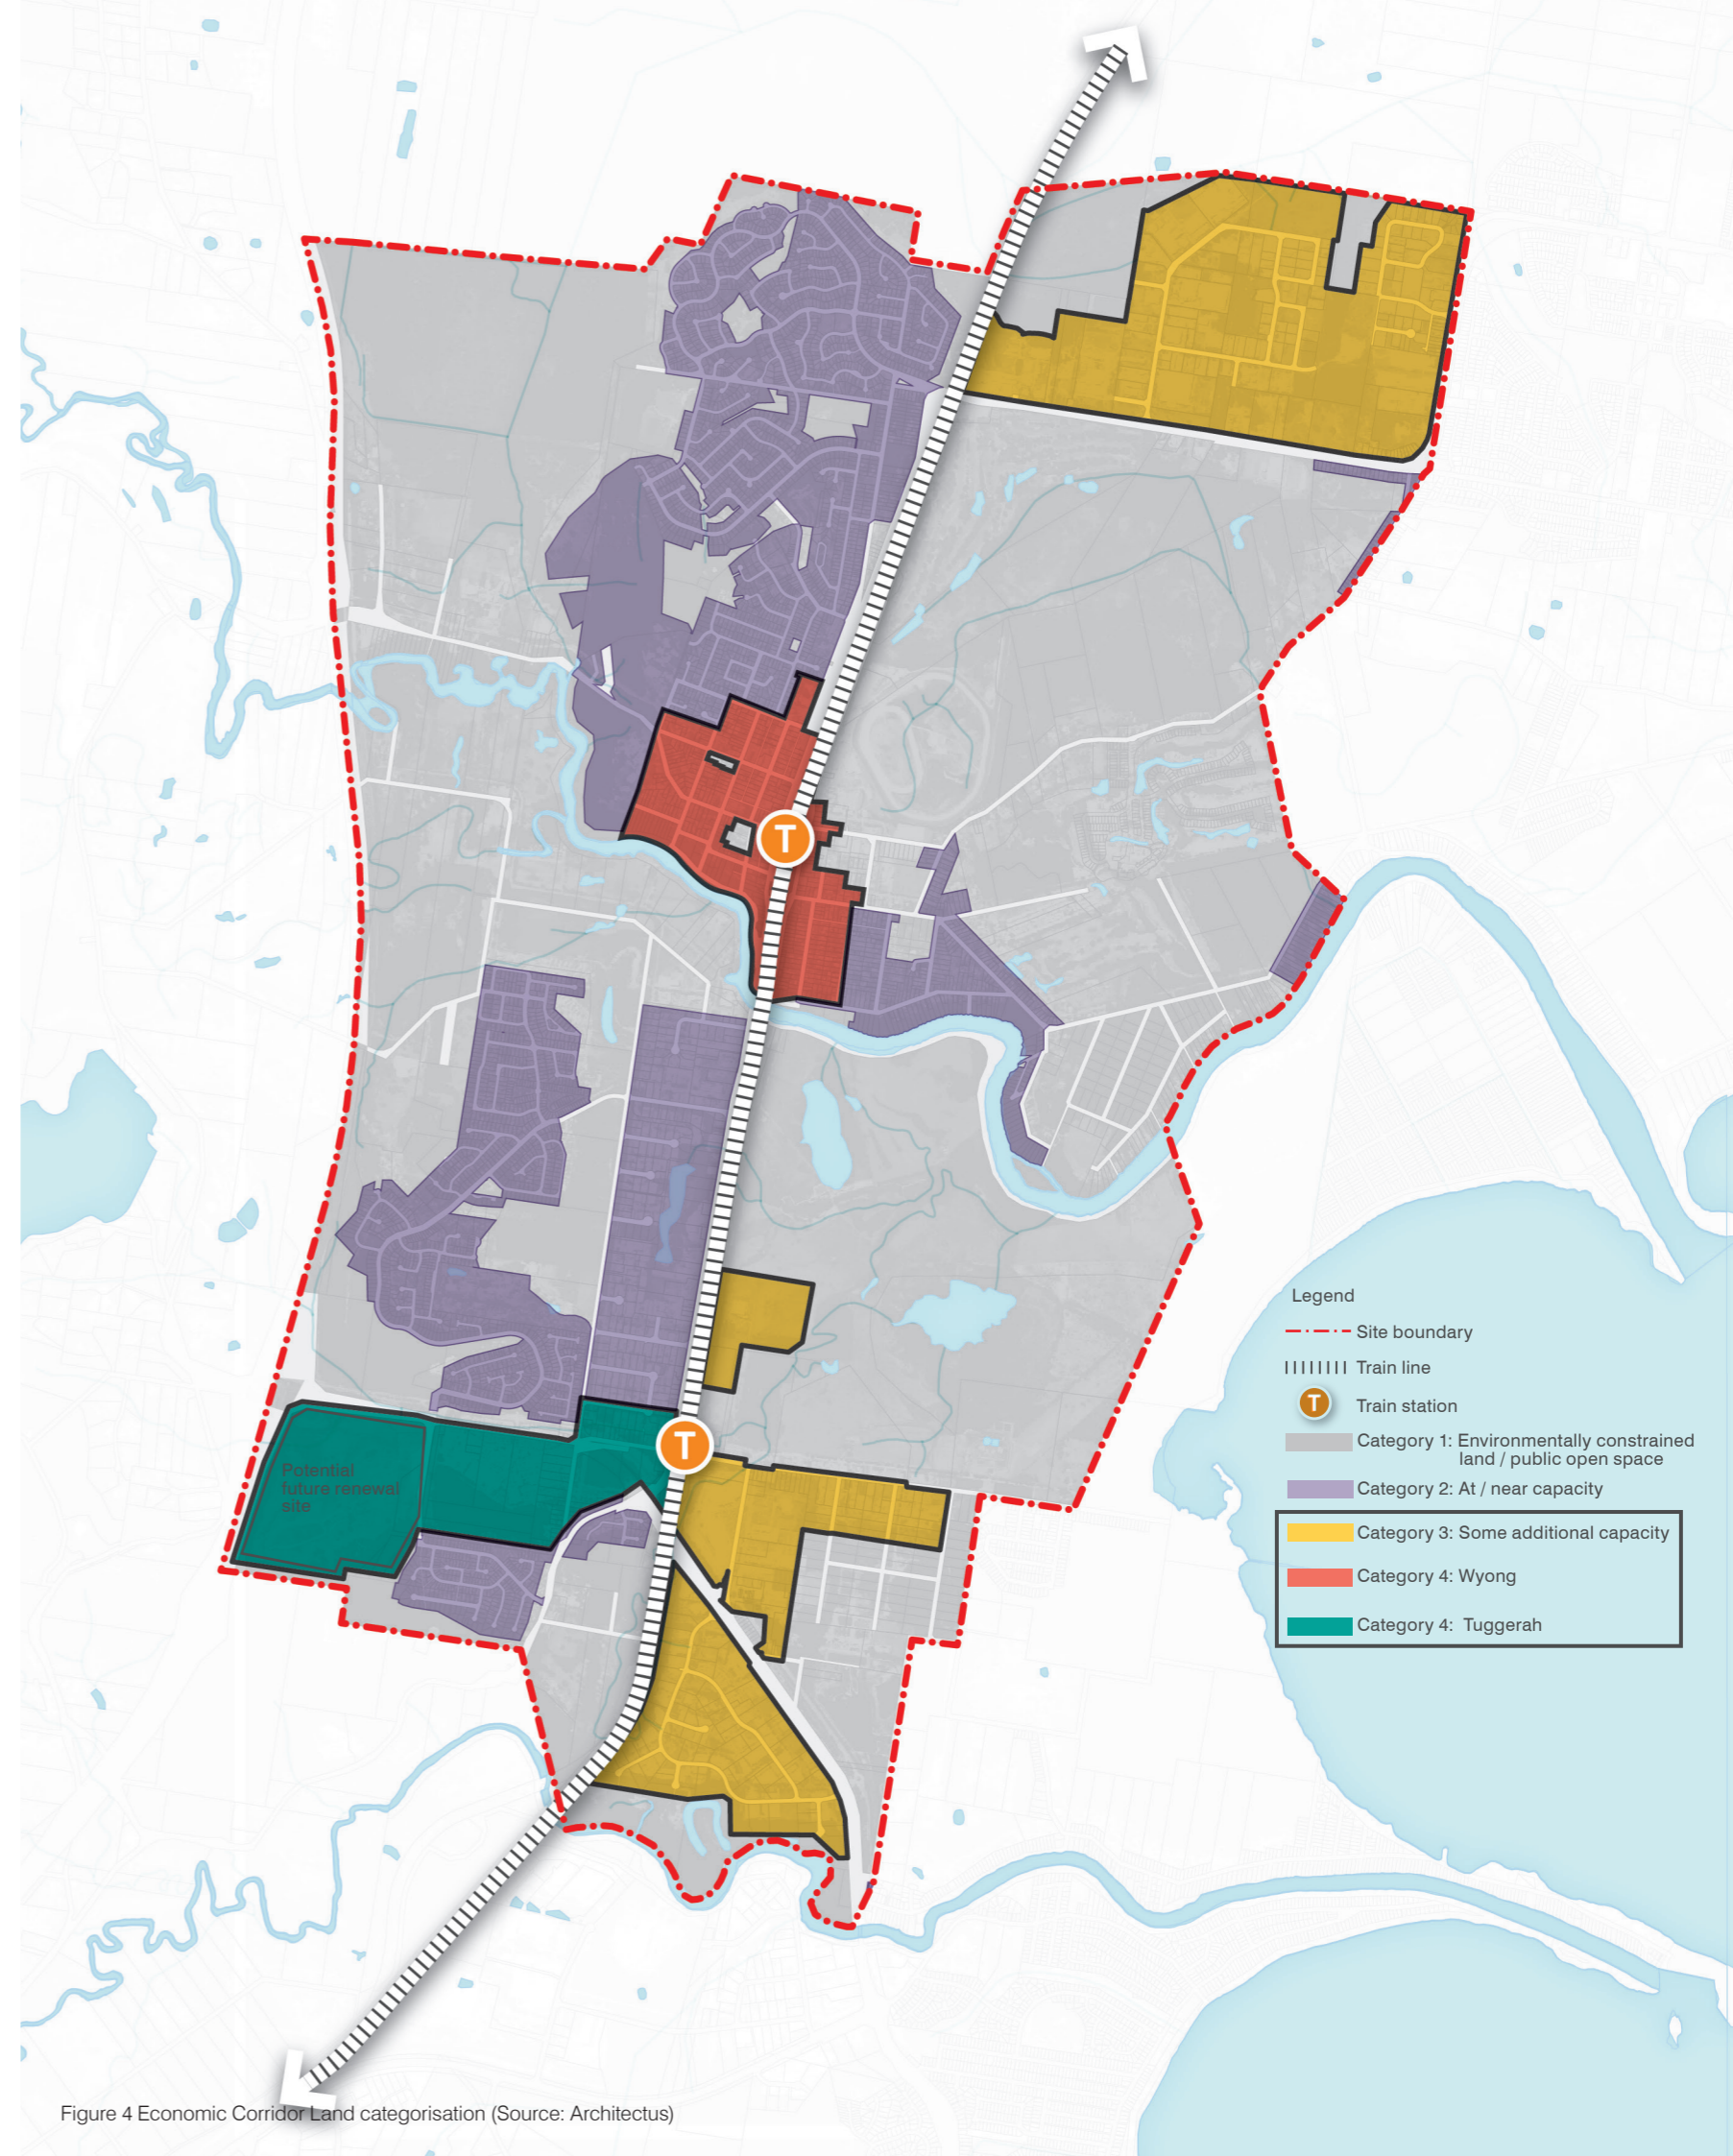 T
T
Potential
future renewal
site
Legend
Site boundary
Train line
T
Train station
Category 1: Environmentally constrained
land / public open space
Category 2: At / near capacity
Category 3: Some additional capacity
Category 4: Wyong
Category 4: Tuggerah
Figure 4 Economic Corridor Land categorisation (Source: Architectus)